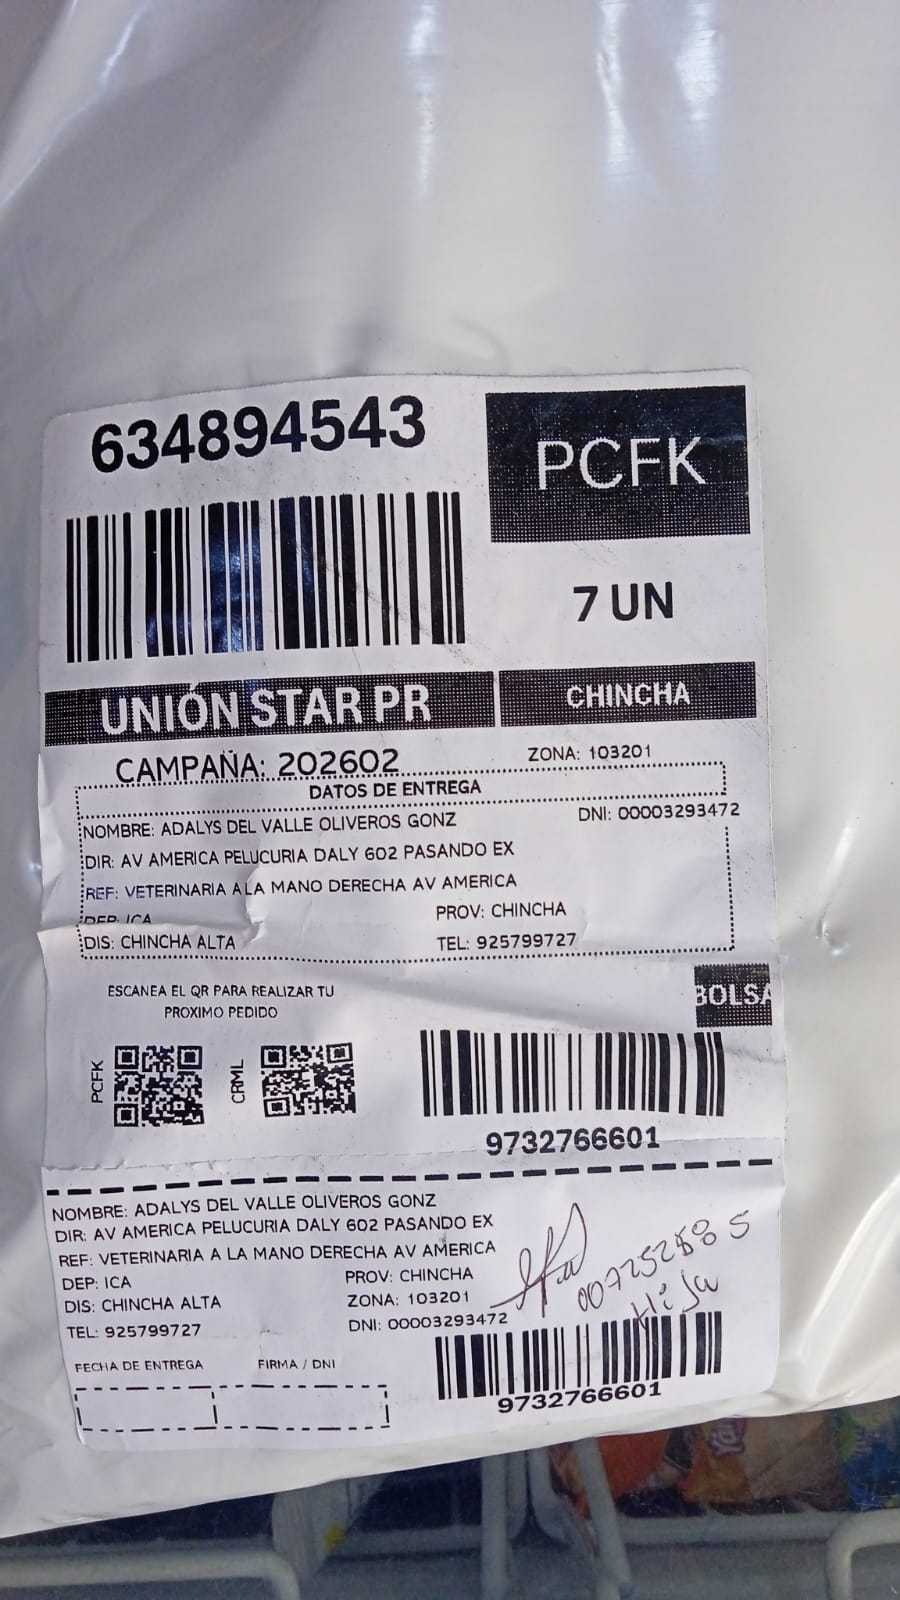 634894543
PCFK
7 UN
UNIÓN STAR PR
CHINCHA
CAMPAÑA: 202602
ZONA: 103201
DATOS DE ENTREGA
NOMBRE: ADALYS DEL VALLE OLIVEROS GONZ
DNI: 00003293472
DIR: AV AMERICA PELUCURIA DALY 602 PASANDO EX
REF: VETERINARIA A LA MANO DERECHA AV AMERICA
DEP: ICA
PROV: CHINCHA
DIS: CHINCHA ALTA
TEL: 925799727
ESCANEA EL QR PARA REALIZAR TU
PROXIMO PEDIDO
BOLSA
PCFK
CRML
9732766601
NOMBRE: ADALYS DEL VALLE OLIVEROS GONZ
DIR: AV AMERICA PELUCURIA DALY 602 PASANDO EX
REF: VETERINARIA A LA MANO DERECHA AV AMERICA
DEP: ICA
PROV: CHINCHA
DIS: CHINCHA ALTA
ZONA: 103201
TEL: 925799727
DNI: 00003293472
Hija
FECHA DE ENTREGA
FIRMA / DNI
9732766601